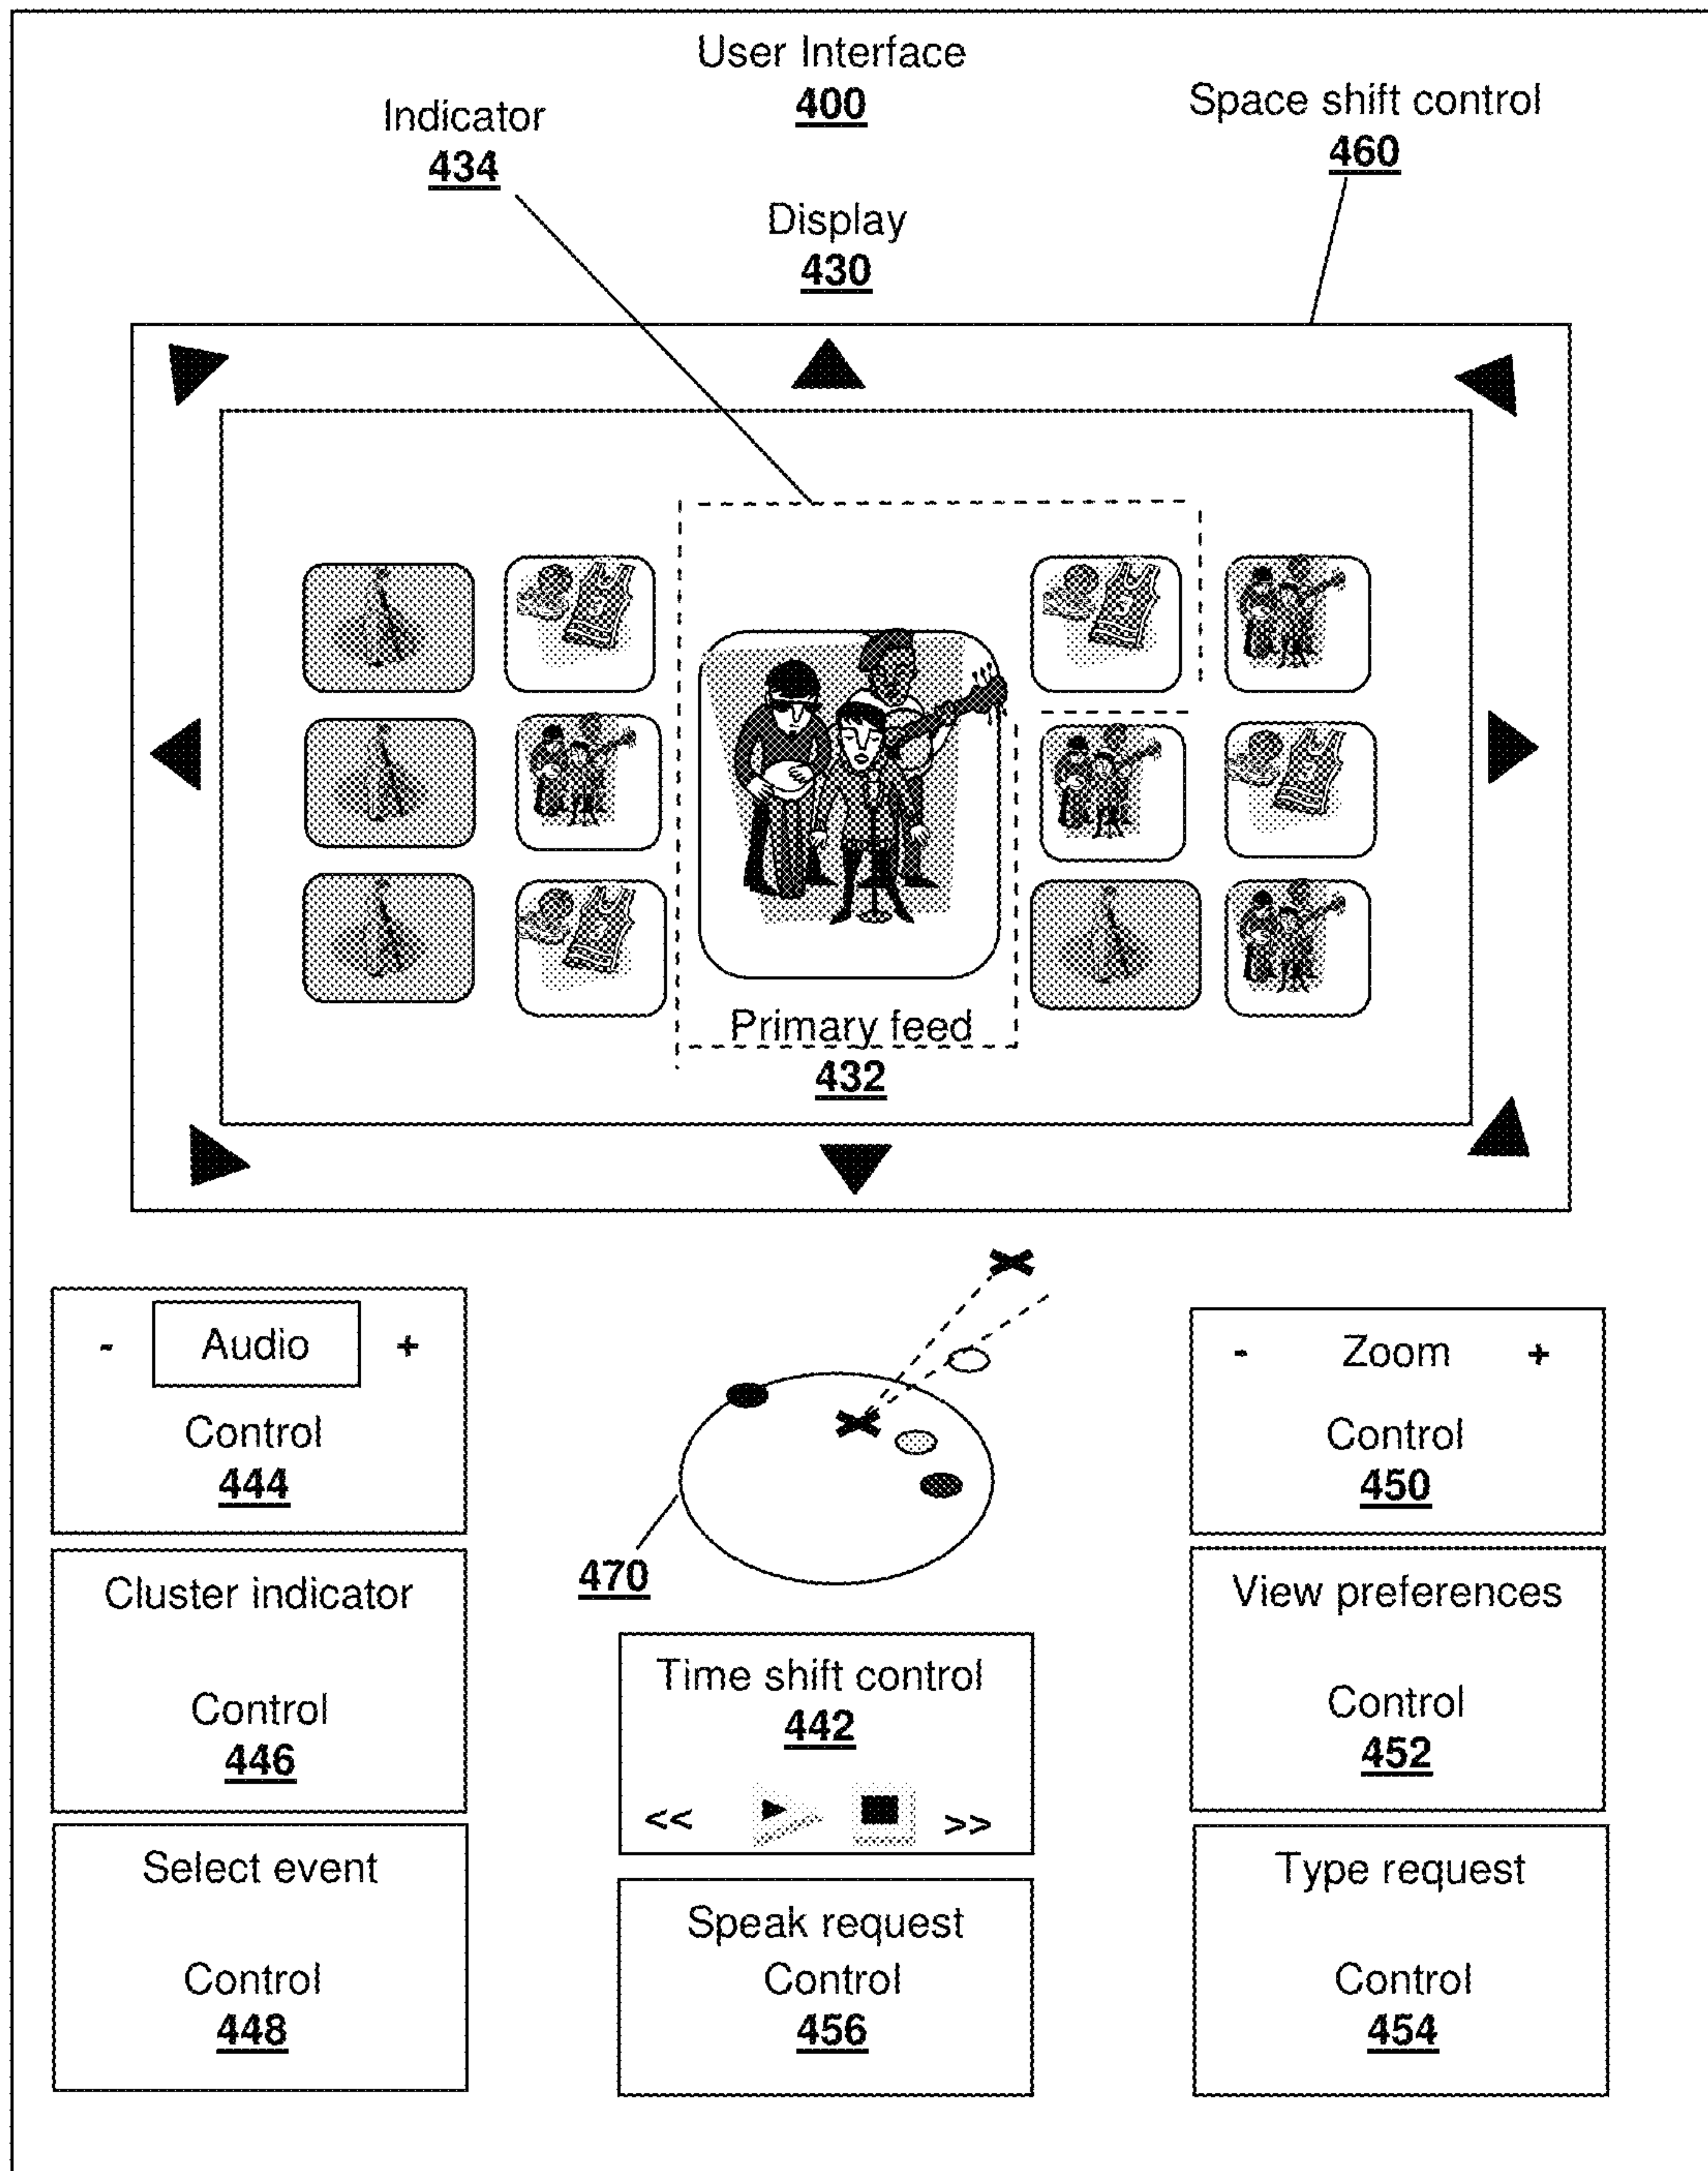 User Interface
400
Indicator
434
Space shift control
460
Display
430
Primary feed
432
- Audio +
Control
444
- Zoom +
Control
450
470
Cluster indicator
Control
446
Time shift control
442
<< >>
View preferences
Control
452
Select event
Control
448
Speak request
Control
456
Type request
Control
454